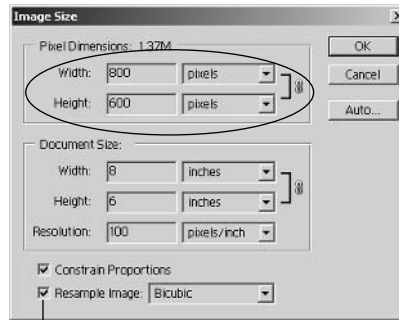 Image Size
Pixel Dimensions: 1.37M
Width: 800 pixels
Height: 600 pixels
OK
Cancel
Auto...
Document Size:
Width: 8 inches
Height: 6 inches
Resolution: 100 pixels/inch
Constrain Proportions
Resample Image: Bicubic